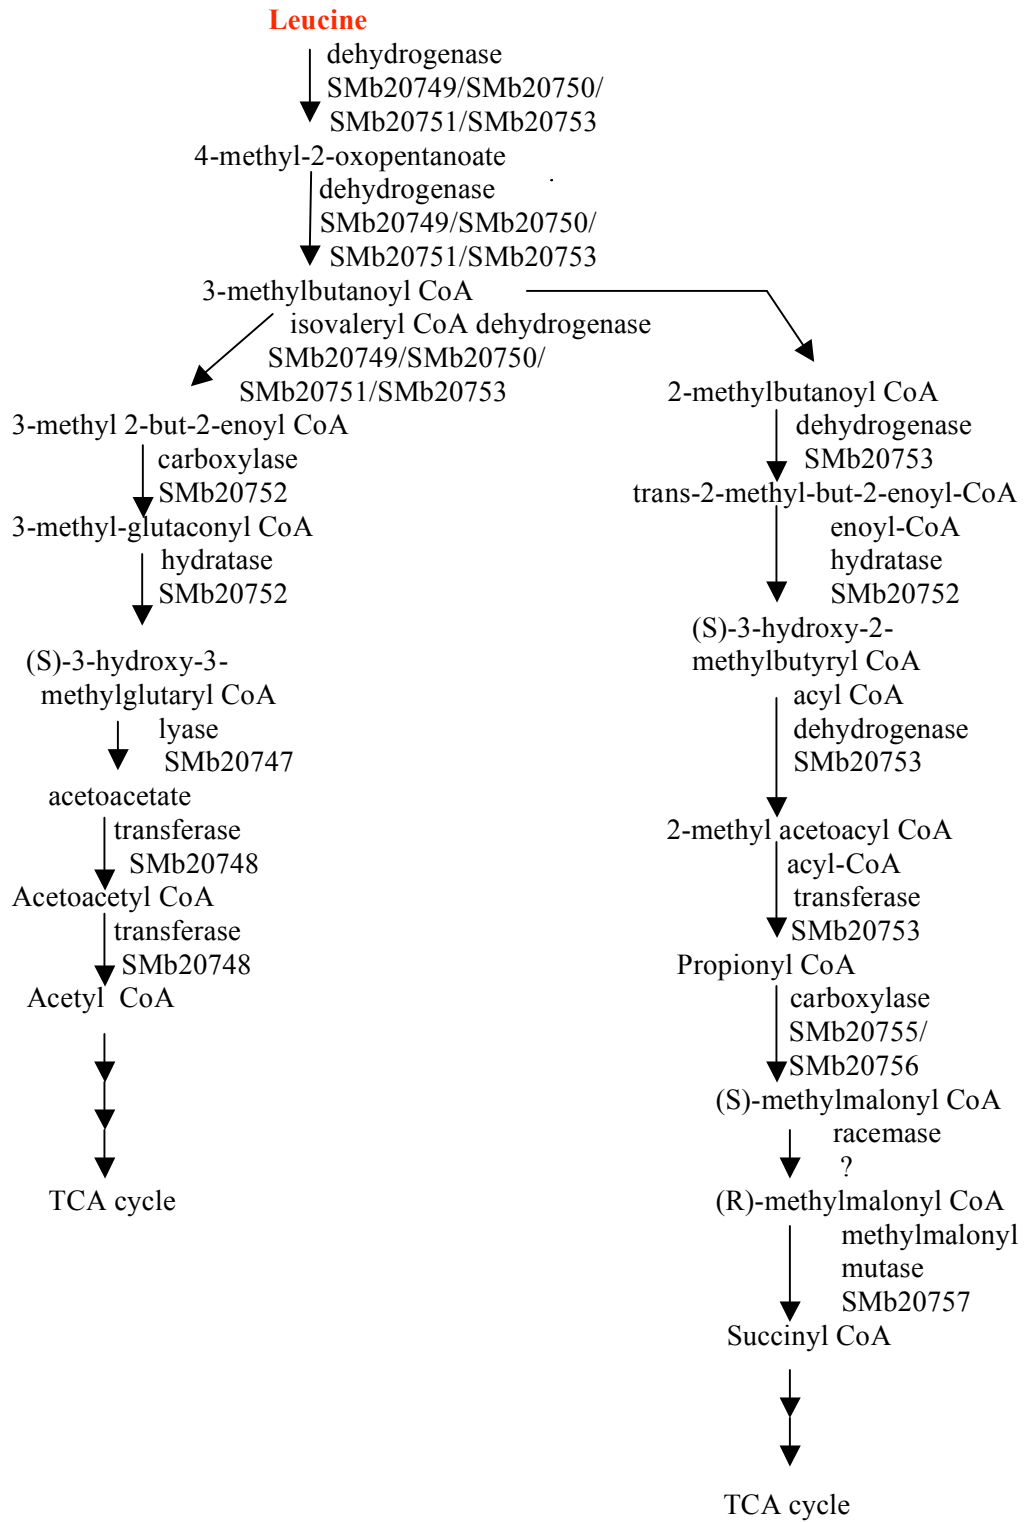 Leucine
dehydrogenase
SMb20749/SMb20750/
SMb20751/SMb20753
4-methyl-2-oxopentanoate
dehydrogenase
SMb20749/SMb20750/
SMb20751/SMb20753
3-methylbutanoyl CoA
isovaleryl CoA dehydrogenase
SMb20749/SMb20750/
SMb20751/SMb20753
3-methyl 2-but-2-enoyl CoA
carboxylase
SMb20752
3-methyl-glutaconyl CoA
hydratase
SMb20752
(S)-3-hydroxy-3-
methylglutaryl CoA
lyase
SMb20747
acetoacetate
transferase
SMb20748
Acetoacetyl CoA
transferase
SMb20748
Acetyl CoA
TCA cycle
2-methylbutanoyl CoA
dehydrogenase
SMb20753
trans-2-methyl-but-2-enoyl-CoA
enoyl-CoA
hydratase
SMb20752
(S)-3-hydroxy-2-
methylbutyryl CoA
acyl CoA
dehydrogenase
SMb20753
2-methyl acetoacyl CoA
acyl-CoA
transferase
SMb20753
Propionyl CoA
carboxylase
SMb20755/
SMb20756
(S)-methylmalonyl CoA
racemase
?
(R)-methylmalonyl CoA
methylmalonyl
mutase
SMb20757
Succinyl CoA
TCA cycle